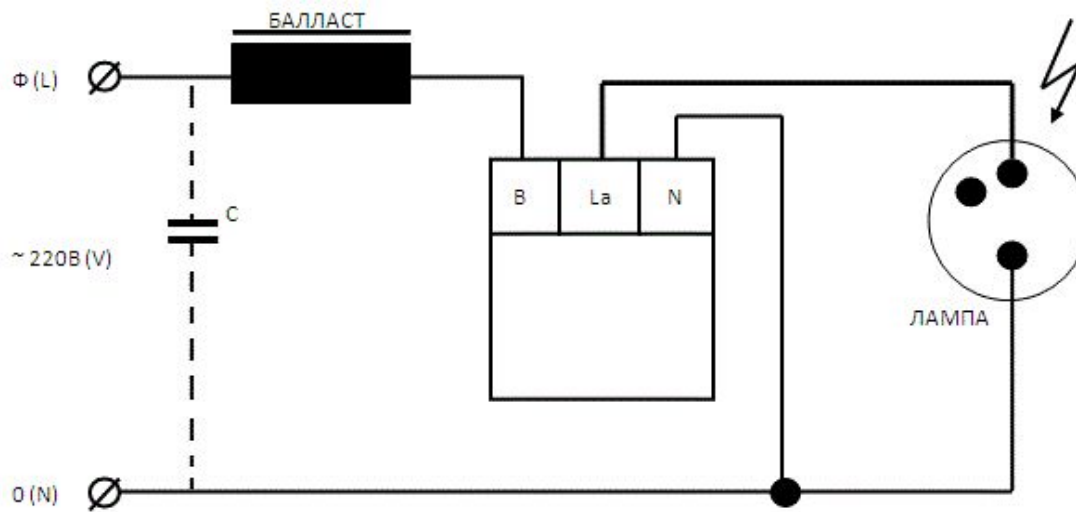 БАЛЛАСТ
Ф (L)
B
La
N
C
~ 220В (V)
ЛАМПА
0 (N)